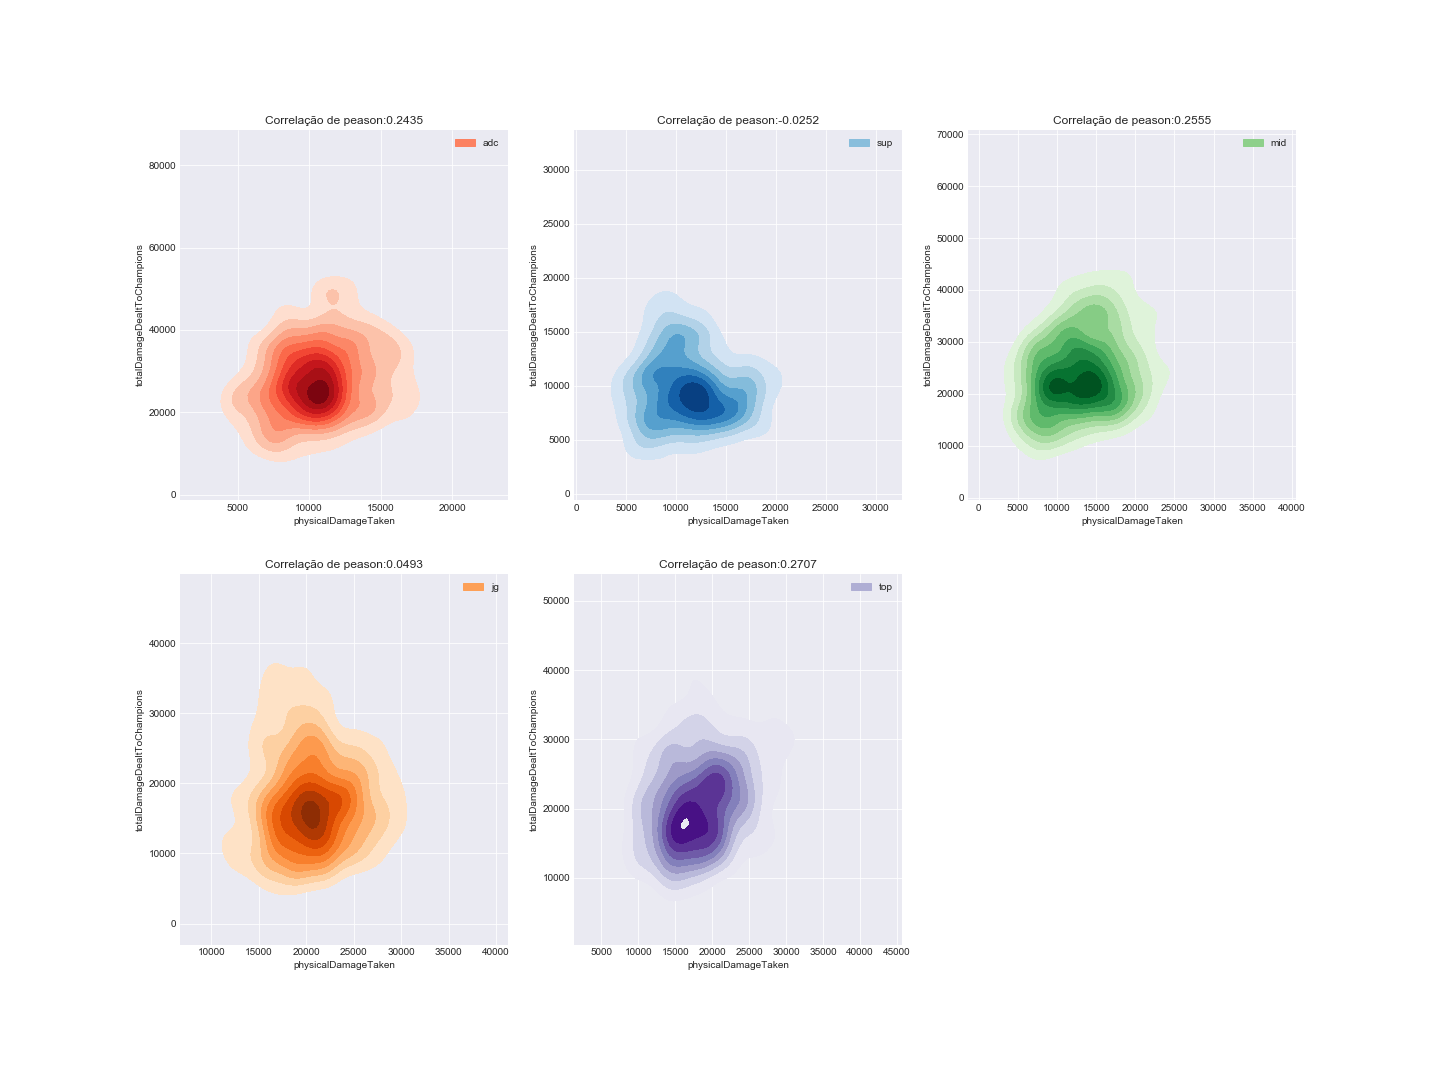 Correlação de peason:0.2435
adc
80000
60000
40000
20000
0
totalDamageDealtToChampions
5000 10000 15000 20000
physicalDamageTaken
Correlação de peason:-0.0252
sup
30000
25000
20000
15000
10000
5000
0
totalDamageDealtToChampions
0 5000 10000 15000 20000 25000 30000
physicalDamageTaken
Correlação de peason:0.2555
mid
70000
60000
50000
40000
30000
20000
10000
0
totalDamageDealtToChampions
0 5000 10000 15000 20000 25000 30000 35000 40000
physicalDamageTaken
Correlação de peason:0.0493
jg
40000
30000
20000
10000
0
totalDamageDealtToChampions
10000 15000 20000 25000 30000 35000 40000
physicalDamageTaken
Correlação de peason:0.2707
top
50000
40000
30000
20000
10000
totalDamageDealtToChampions
5000 10000 15000 20000 25000 30000 35000 40000 45000
physicalDamageTaken